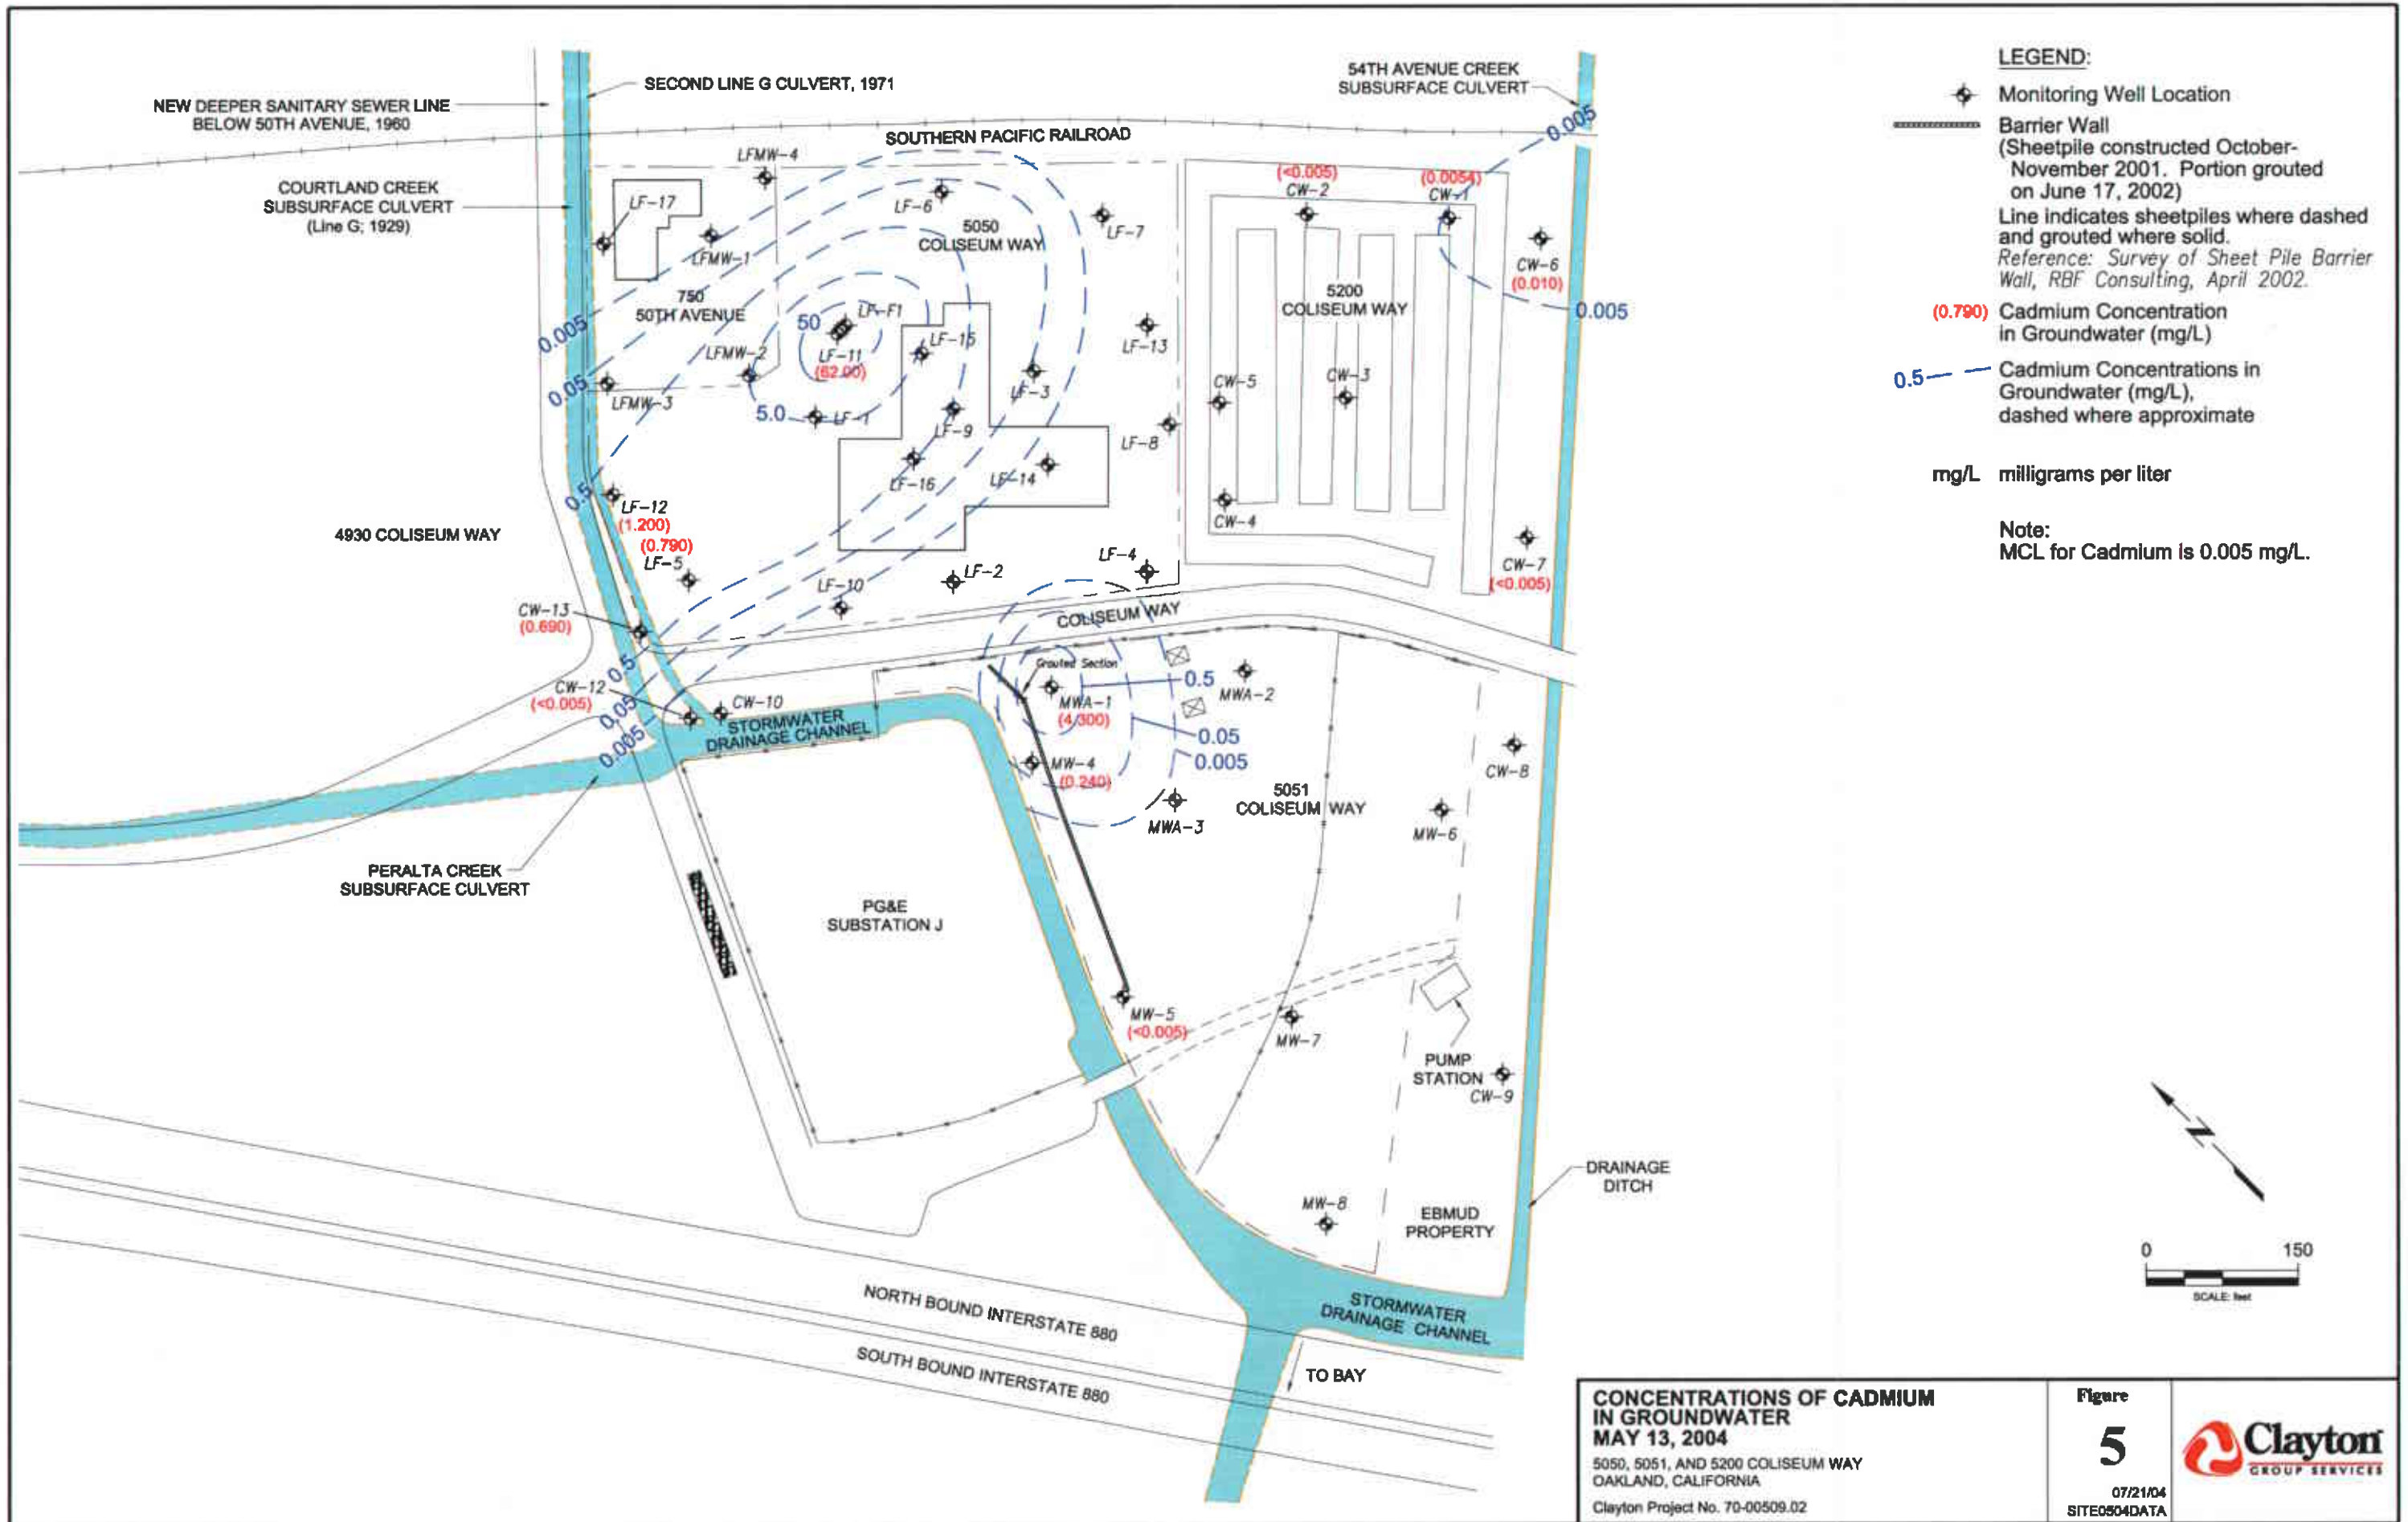 NEW DEEPER SANITARY SEWER LINE
BELOW 50TH AVENUE, 1960
SECOND LINE G CULVERT, 1971
54TH AVENUE CREEK
SUBSURFACE CULVERT
SOUTHERN PACIFIC RAILROAD
0.005
COURTLAND CREEK
SUBSURFACE CULVERT
(Line G; 1929)
LFMW-4
LF-17
LFMW-1
LF-6
5050
COLISEUM WAY
LF-7
(<0.005)
CW-2
(0.0054)
CW-1
CW-6
(0.010)
0.005
5200
COLISEUM WAY
750
50TH AVENUE
0.005
50
LF-F1
LF-11
(62.00)
LF-15
LF-13
LFMW-2
0.05
LFMW-3
5.0
LF-1
LF-3
LF-9
LF-8
CW-5
CW-3
LF-16
LF-14
CW-4
0.5
LF-12
(1.200)
4930 COLISEUM WAY
(0.790)
LF-5
LF-10
LF-2
LF-4
CW-7
(<0.005)
CW-13
(0.690)
COLISEUM WAY
0.5
CW-12
(<0.005)
0.05
0.005
CW-10
STORMWATER
DRAINAGE CHANNEL
Grouted Section
MWA-1
(4.300)
0.5
MWA-2
0.05
0.005
MW-4
(0.240)
MWA-3
5051
COLISEUM WAY
CW-8
MW-6
PERALTA CREEK
SUBSURFACE CULVERT
PG&E
SUBSTATION J
MW-5
(<0.005)
MW-7
PUMP
STATION
CW-9
DRAINAGE
DITCH
MW-8
EBMUD
PROPERTY
NORTH BOUND INTERSTATE 880
SOUTH BOUND INTERSTATE 880
STORMWATER
DRAINAGE CHANNEL
TO BAY
LEGEND:
Monitoring Well Location
Barrier Wall
(Sheetpile constructed October-
November 2001. Portion grouted
on June 17, 2002)
Line indicates sheetpiles where dashed
and grouted where solid.
Reference: Survey of Sheet Pile Barrier
Wall, RBF Consulting, April 2002.
(0.790) Cadmium Concentration
in Groundwater (mg/L)
0.5 Cadmium Concentrations in
Groundwater (mg/L),
dashed where approximate
mg/L milligrams per liter
Note:
MCL for Cadmium is 0.005 mg/L.
Z
0 150
SCALE: feet
CONCENTRATIONS OF CADMIUM
IN GROUNDWATER
MAY 13, 2004
5050, 5051, AND 5200 COLISEUM WAY
OAKLAND, CALIFORNIA
Clayton Project No. 70-00509.02
Figure
5
07/21/04
SITE0504DATA
Clayton
GROUP SERVICES